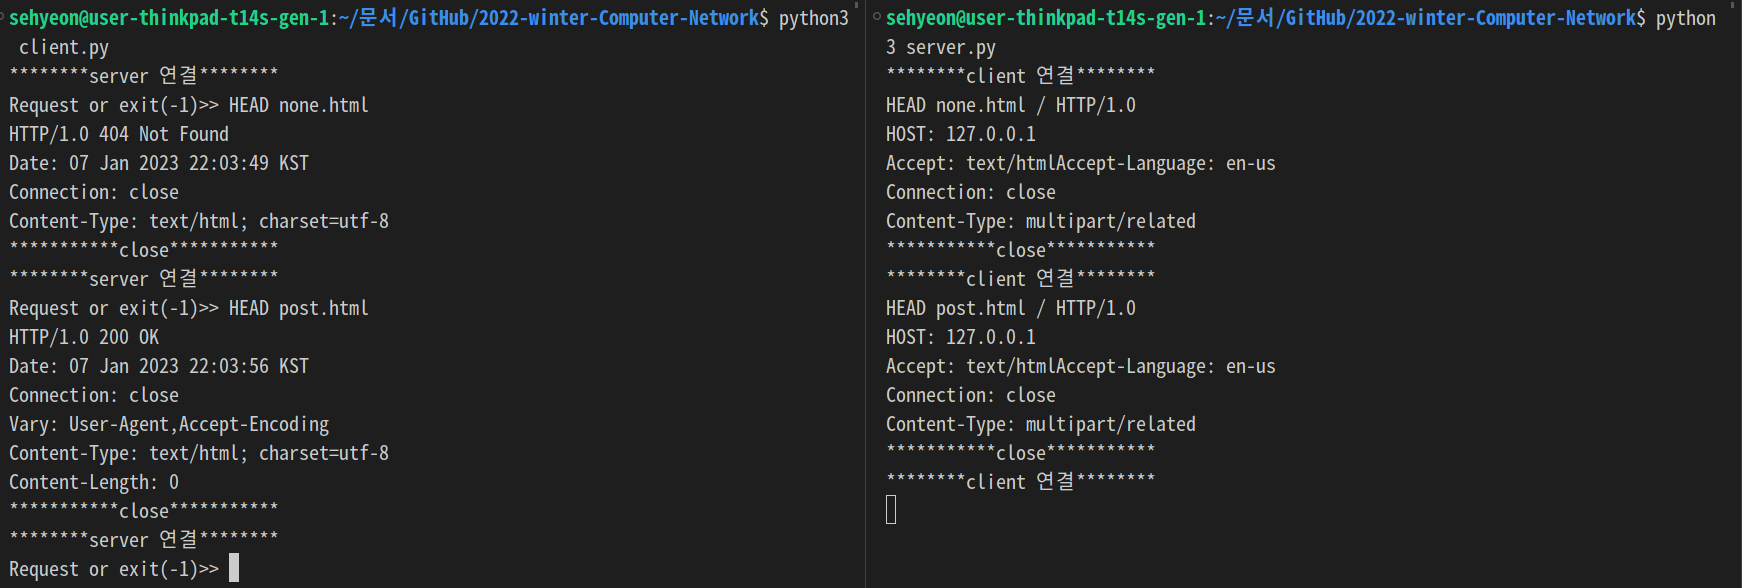 sehyeon@user-thinkpad-t14s-gen-1:~/문서/GitHub/2022-winter-Computer-Network$ python3
 client.py
********server 연결********
Request or exit(-1)>> HEAD none.html
HTTP/1.0 404 Not Found
Date: 07 Jan 2023 22:03:49 KST
Connection: close
Content-Type: text/html; charset=utf-8
***********close***********
********server 연결********
Request or exit(-1)>> HEAD post.html
HTTP/1.0 200 OK
Date: 07 Jan 2023 22:03:56 KST
Connection: close
Vary: User-Agent,Accept-Encoding
Content-Type: text/html; charset=utf-8
Content-Length: 0
***********close***********
********server 연결********
Request or exit(-1)>>
sehyeon@user-thinkpad-t14s-gen-1:~/문서/GitHub/2022-winter-Computer-Network$ python
3 server.py
********client 연결********
HEAD none.html / HTTP/1.0
HOST: 127.0.0.1
Accept: text/htmlAccept-Language: en-us
Connection: close
Content-Type: multipart/related
***********close***********
********client 연결********
HEAD post.html / HTTP/1.0
HOST: 127.0.0.1
Accept: text/htmlAccept-Language: en-us
Connection: close
Content-Type: multipart/related
***********close***********
********client 연결********